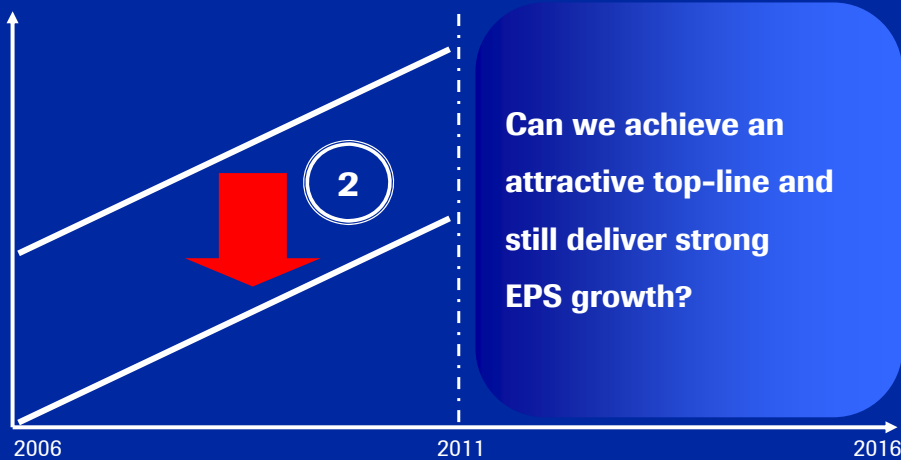 Can we achieve an
attractive top-line and
still deliver strong
EPS growth?
2
2006
2011
2016